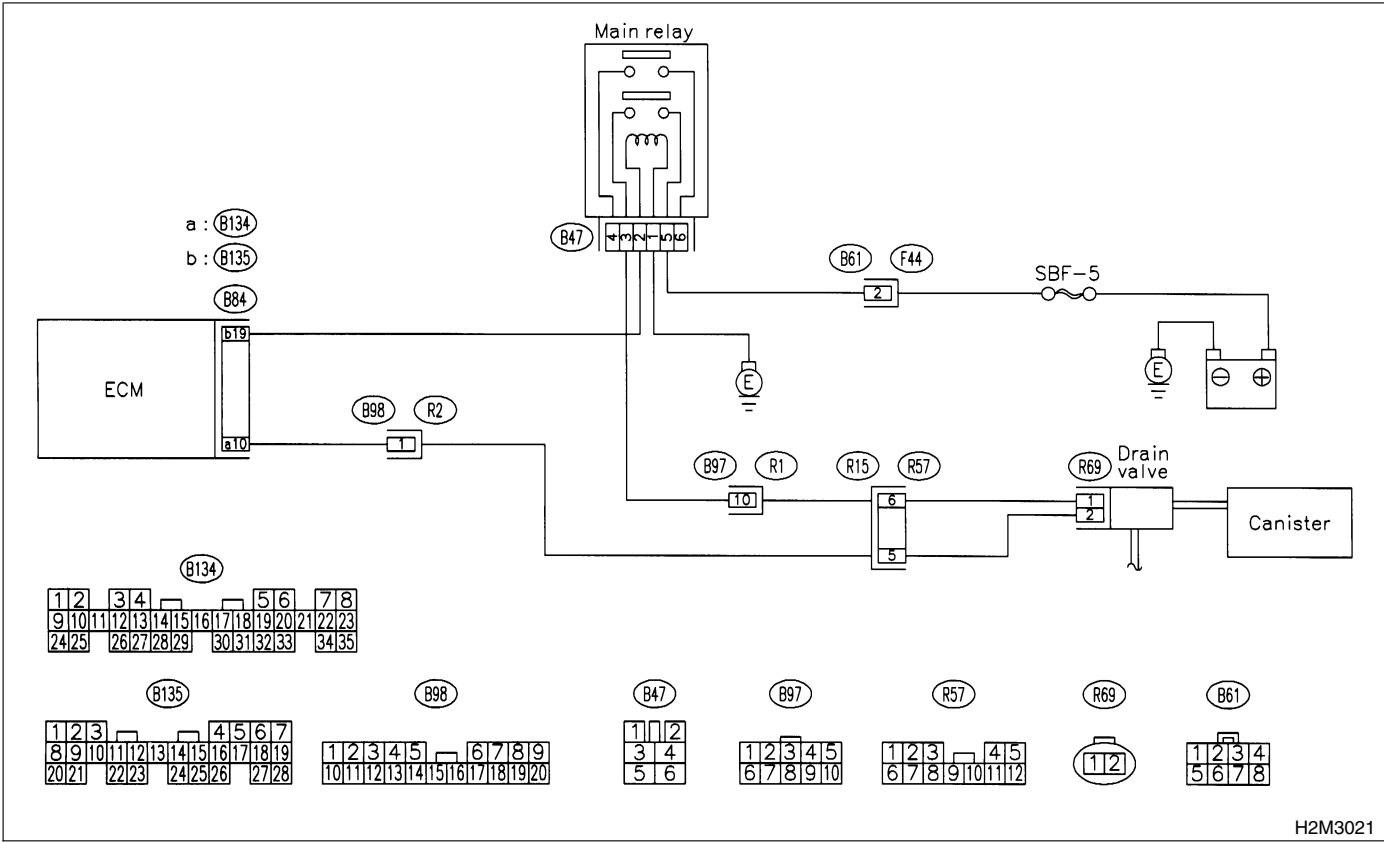 Main relay
a : B134
b : B135
B47
4 3 2 1 5 6
B61 F44
2
SBF-5
B84
b19
ECM
a10
E
E
⊖ ⊕
B98 R2
1
B97 R1
10
R15 R57
6
5
R69
1
2
Drain
valve
Canister
B134
1 2 3 4 5 6 7 8
9 10 11 12 13 14 15 16 17 18 19 20 21 22 23
24 25 26 27 28 29 30 31 32 33 34 35
B135
1 2 3 4 5 6 7
8 9 10 11 12 13 14 15 16 17 18 19
20 21 22 23 24 25 26 27 28
B98
1 2 3 4 5 6 7 8 9
10 11 12 13 14 15 16 17 18 19 20
B47
1 2
3 4
5 6
B97
1 2 3 4 5
6 7 8 9 10
R57
1 2 3 4 5
6 7 8 9 10 11 12
R69
1 2
B61
1 2 3 4
5 6 7 8
H2M3021